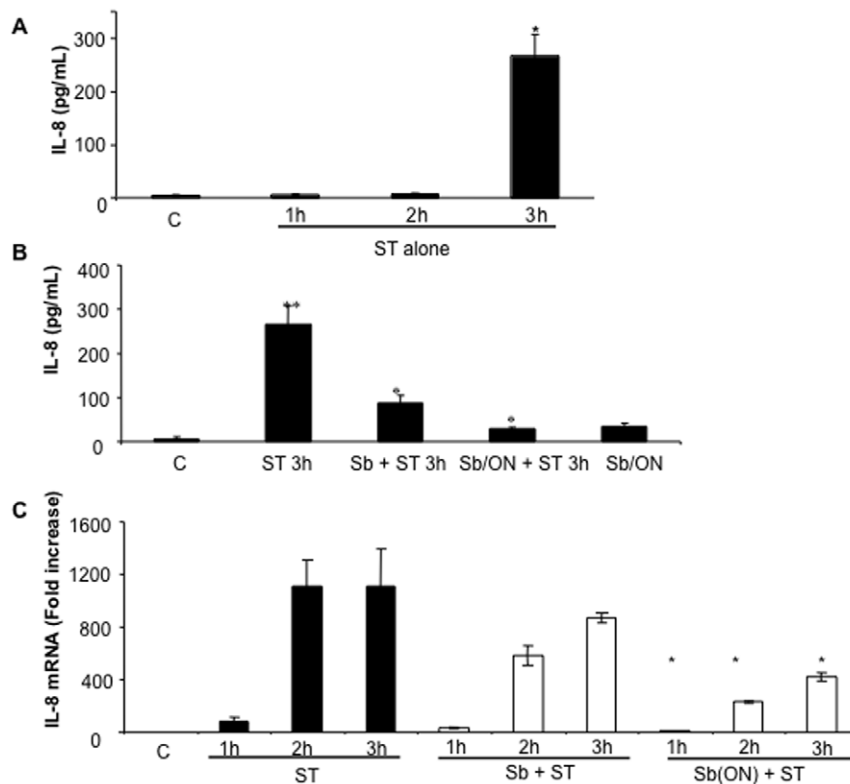 A
IL-8 (pg/mL)
300
200
100
0
*
C 1h 2h 3h
ST alone
B
IL-8 (pg/mL)
400
300
200
100
0
** * *
C ST 3h Sb + ST 3h Sb/ON + ST 3h Sb/ON
C
IL-8 mRNA (Fold increase)
1600
1200
800
400
0
* * *
C 1h 2h 3h 1h 2h 3h 1h 2h 3h
ST Sb + ST Sb(ON) + ST